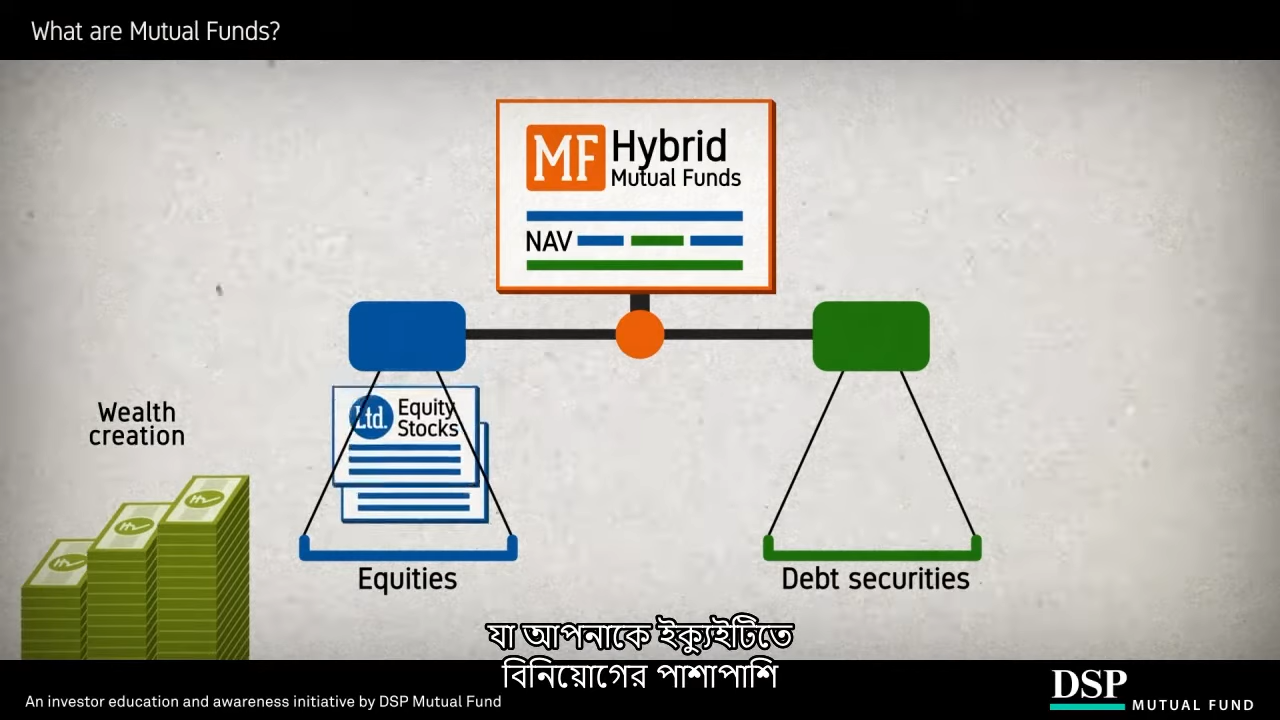 What are Mutual Funds?
MF Hybrid
Mutual Funds
NAV
Wealth
creation
Ltd. Equity
Stocks
Equities
Debt securities
যা আপনাকে ইক্যুইটিতে
বিনিয়োগের পাশাপাশি
An investor education and awareness initiative by DSP Mutual Fund
DSP
MUTUAL FUND